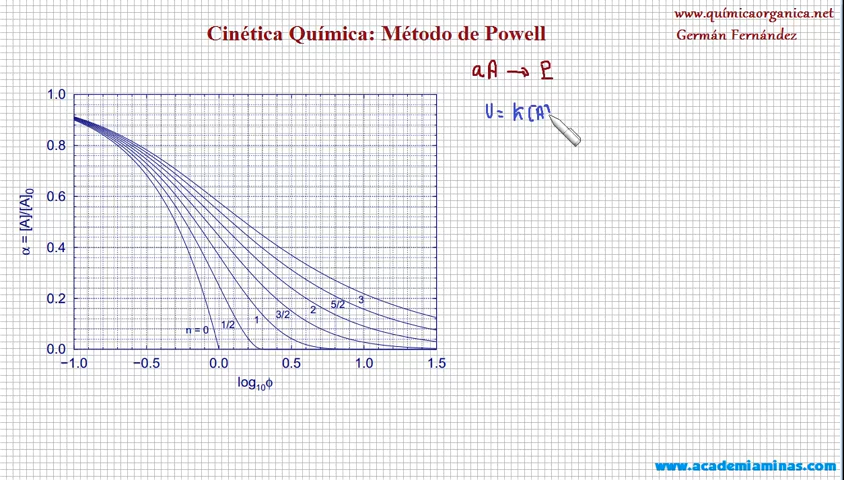 www.químicaorganica.net
Cinética Química: Método de Powell
Germán Fernández
aA → P
v = k[A]
1.0
0.8
0.6
0.4
0.2
0.0
α = [A]/[A]0
n = 0
1/2
1
3/2
2
5/2
3
−1.0
−0.5
0.0
0.5
1.0
1.5
log10ϕ
www.academiaminas.com